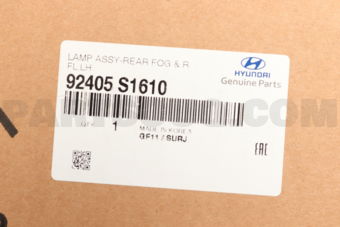 LAMP ASSY-REAR FOG & R
FL.LH
HYUNDAI
Genuine Parts
92405 S1610
1
MADE IN KOREA
GF11 / SURJ
EAC